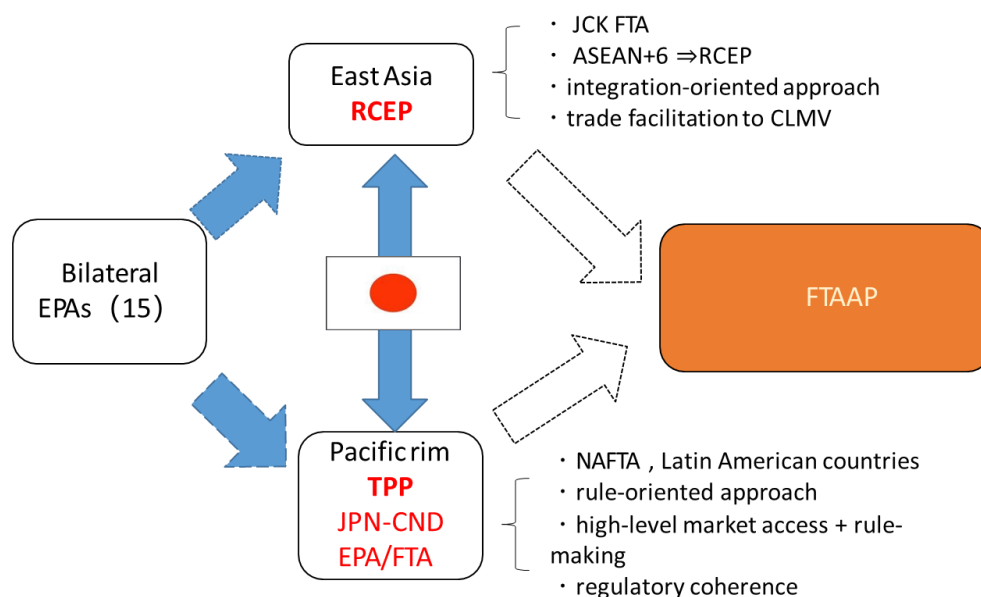 ・ JCK FTA
・ ASEAN+6 ⇒RCEP
・ integration-oriented approach
・ trade facilitation to CLMV
East Asia
RCEP
Bilateral
EPAs （15）
FTAAP
Pacific rim
TPP
JPN-CND
EPA/FTA
・ NAFTA , Latin American countries
・ rule-oriented approach
・ high-level market access + rule-
making
・ regulatory coherence